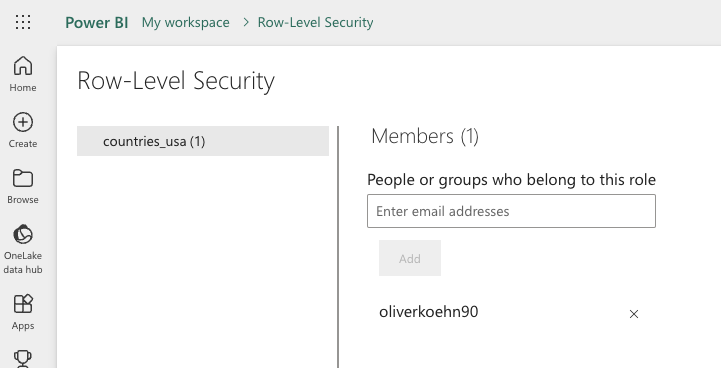 Power BI My workspace > Row-Level Security
Home
Create
Browse
OneLake
data hub
Apps
Row-Level Security
countries_usa (1)
Members (1)
People or groups who belong to this role
Enter email addresses
Add
oliverkoehn90